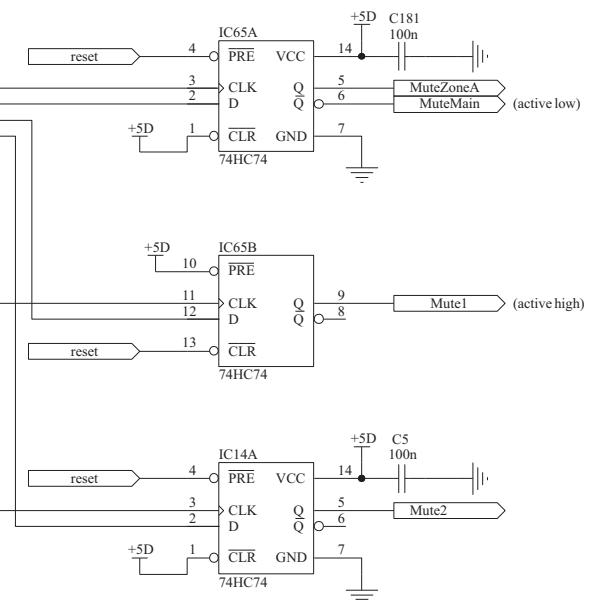 +5D C181
100n
IC65A
reset 4 PRE VCC 14
3 CLK Q 5 MuteZoneA
2 D Q 6 MuteMain (active low)
+5D 1 CLR GND 7
74HC74
+5D IC65B
10 PRE
11 CLK Q 9 Mute1 (active high)
12 D Q 8
reset 13 CLR
74HC74
+5D C5
100n
IC14A
reset 4 PRE VCC 14
3 CLK Q 5 Mute2
2 D Q 6
+5D 1 CLR GND 7
74HC74